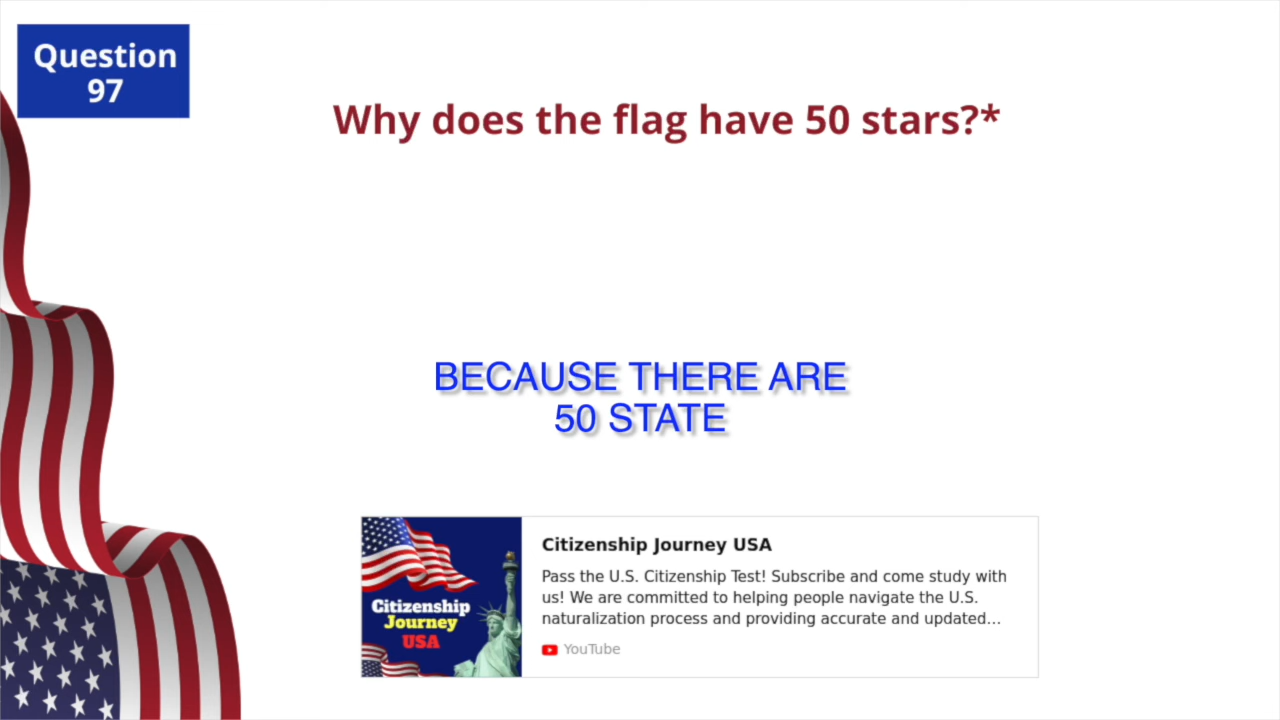 Question
97
Why does the flag have 50 stars?*
BECAUSE THERE ARE
50 STATE
Citizenship Journey USA
Pass the U.S. Citizenship Test! Subscribe and come study with
us! We are committed to helping people navigate the U.S.
naturalization process and providing accurate and updated...
YouTube
Citizenship
Journey
USA